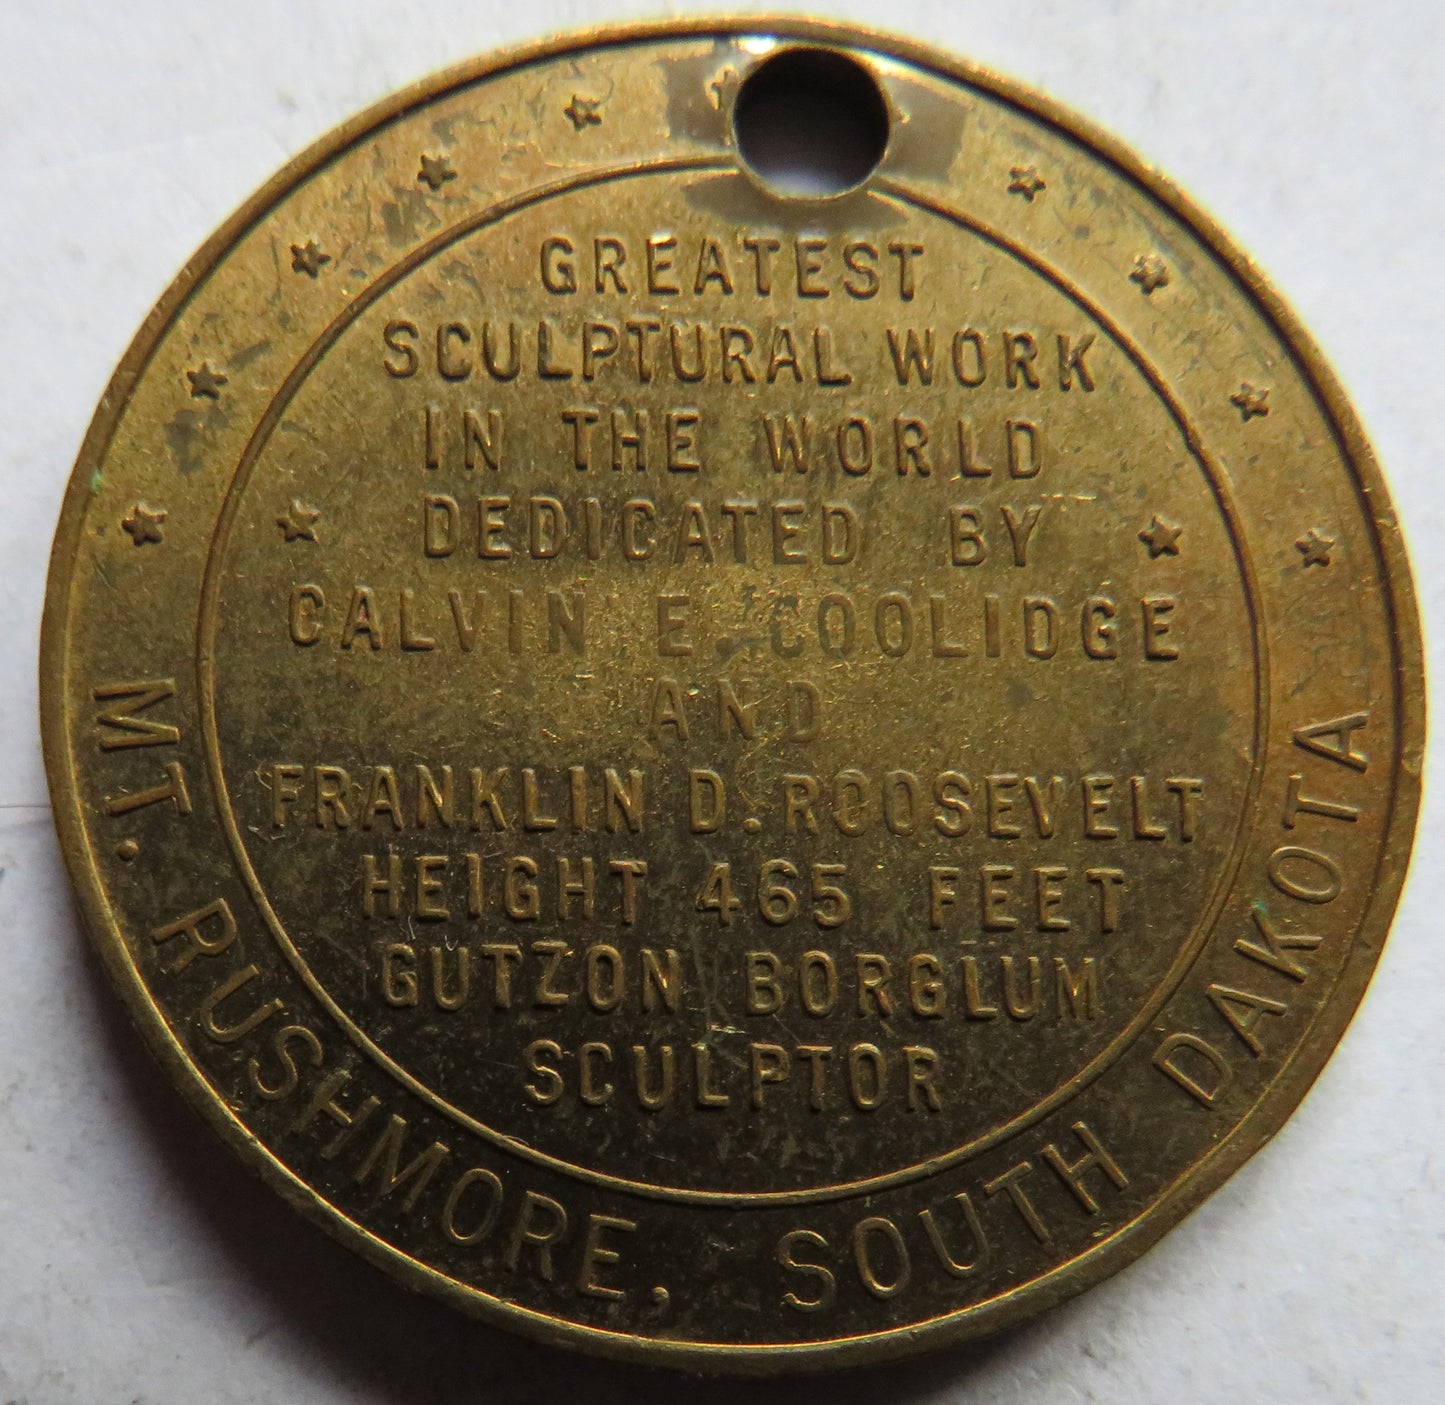 GREATEST
SCULPTURAL WORK
IN THE WORLD
DEDICATED BY
CALVIN E. COOLIDGE
AND
FRANKLIN D. ROOSEVELT
HEIGHT 465 FEET
GUTZON BORGLUM
SCULPTOR
MT. RUSHMORE, SOUTH DAKOTA